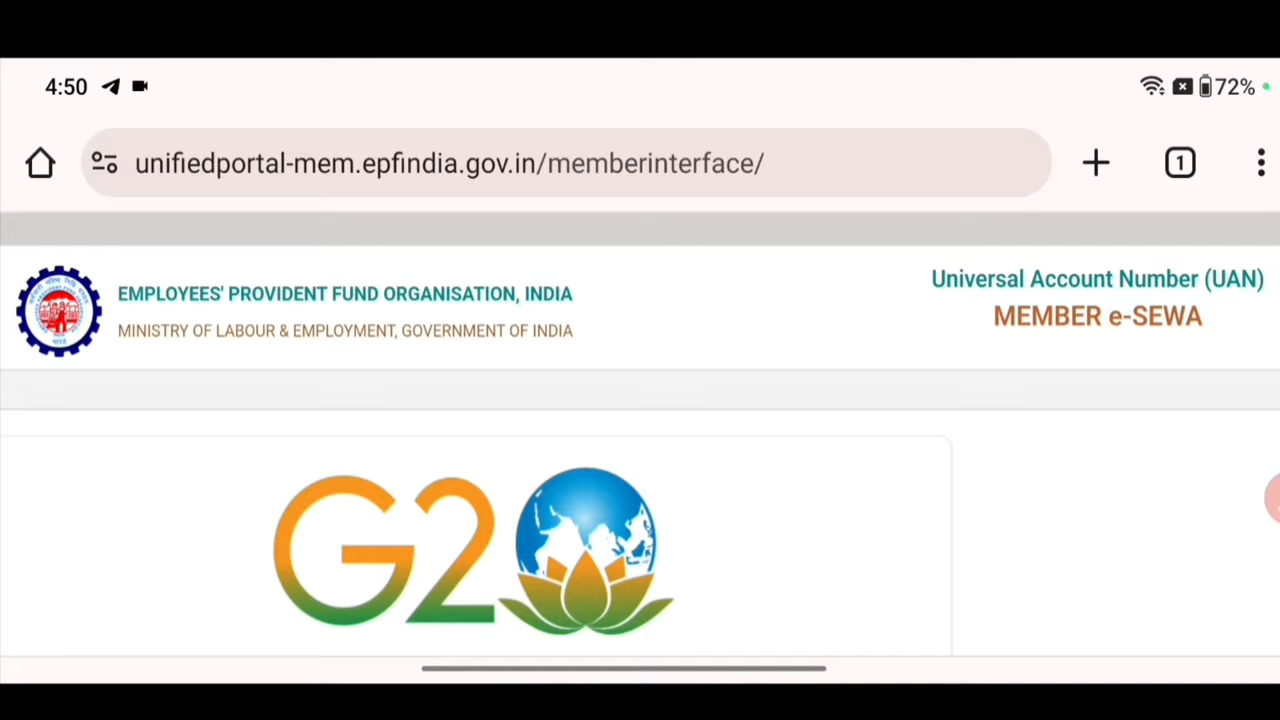 4:50
72%
unifiedportal-mem.epfindia.gov.in/memberinterface/
1
EMPLOYEES' PROVIDENT FUND ORGANISATION, INDIA
MINISTRY OF LABOUR & EMPLOYMENT, GOVERNMENT OF INDIA
Universal Account Number (UAN)
MEMBER e-SEWA
G20